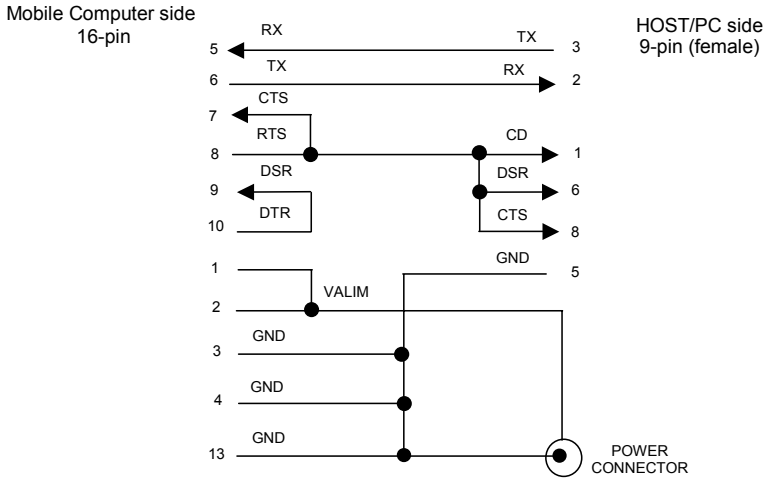 Mobile Computer side
16-pin
HOST/PC side
9-pin (female)
RX
TX
5
3
TX
RX
6
2
CTS
7
RTS
CD
8
1
DSR
DSR
9
6
DTR
CTS
10
8
GND
1
5
VALIM
2
GND
3
GND
4
GND
13
POWER
CONNECTOR